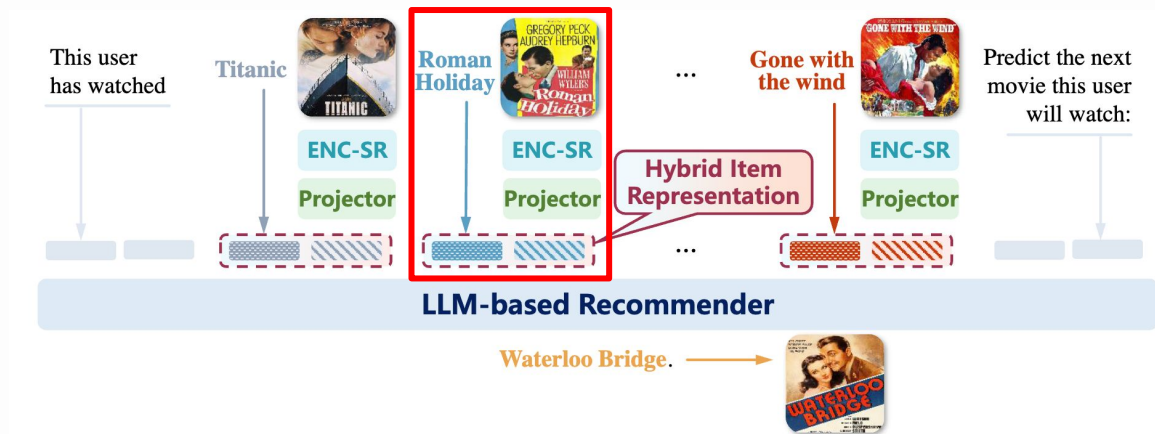 This user
has watched
Titanic
TITANIC
ENC-SR
Projector
Roman
Holiday
GREGORY PECK
AUDREY HEPBURN
WILLIAM
WYLER'S
Roman
Holiday
ENC-SR
Projector
Hybrid Item
Representation
...
...
Gone with
the wind
GONE WITH THE WIND
ENC-SR
Projector
Predict the next
movie this user
will watch:
LLM-based Recommender
Waterloo Bridge.
WATERLOO
BRIDGE